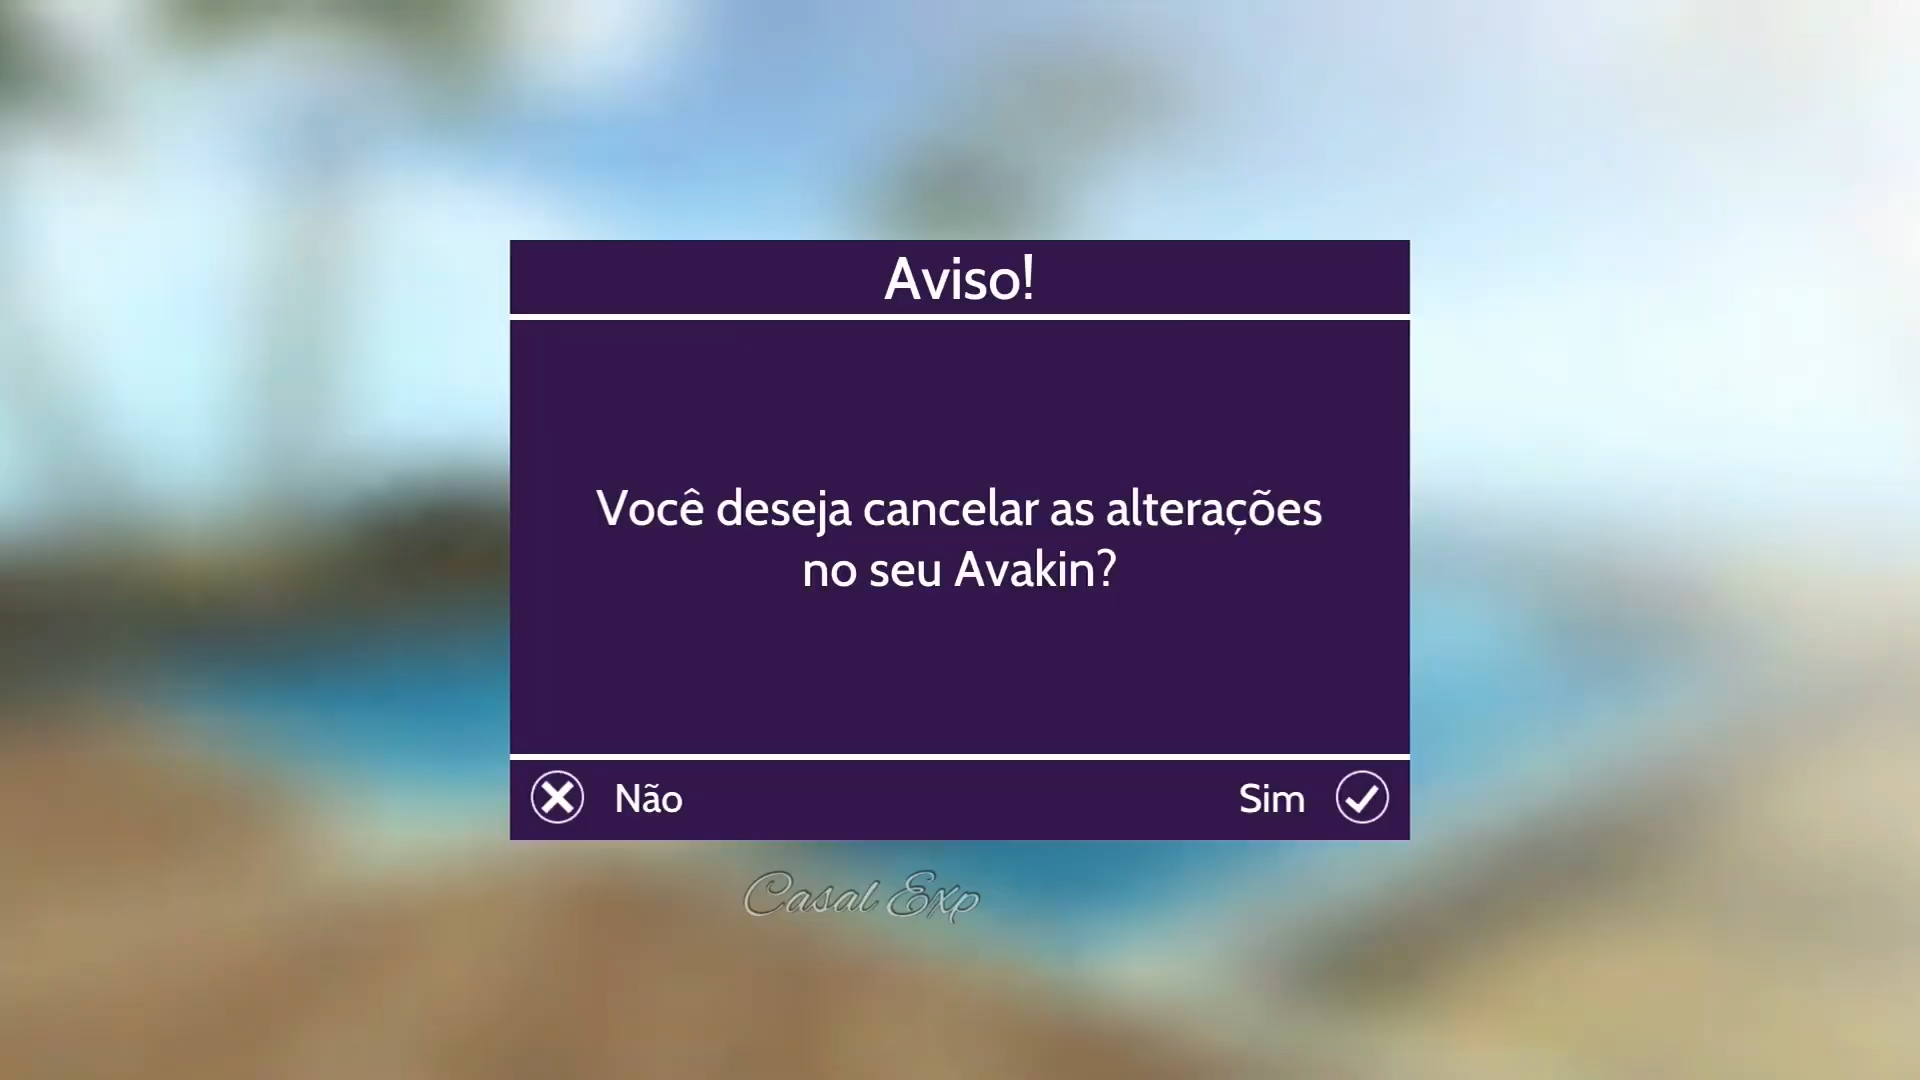 Aviso!
Você deseja cancelar as alterações
no seu Avakin?
Não
Sim
Casal Exp